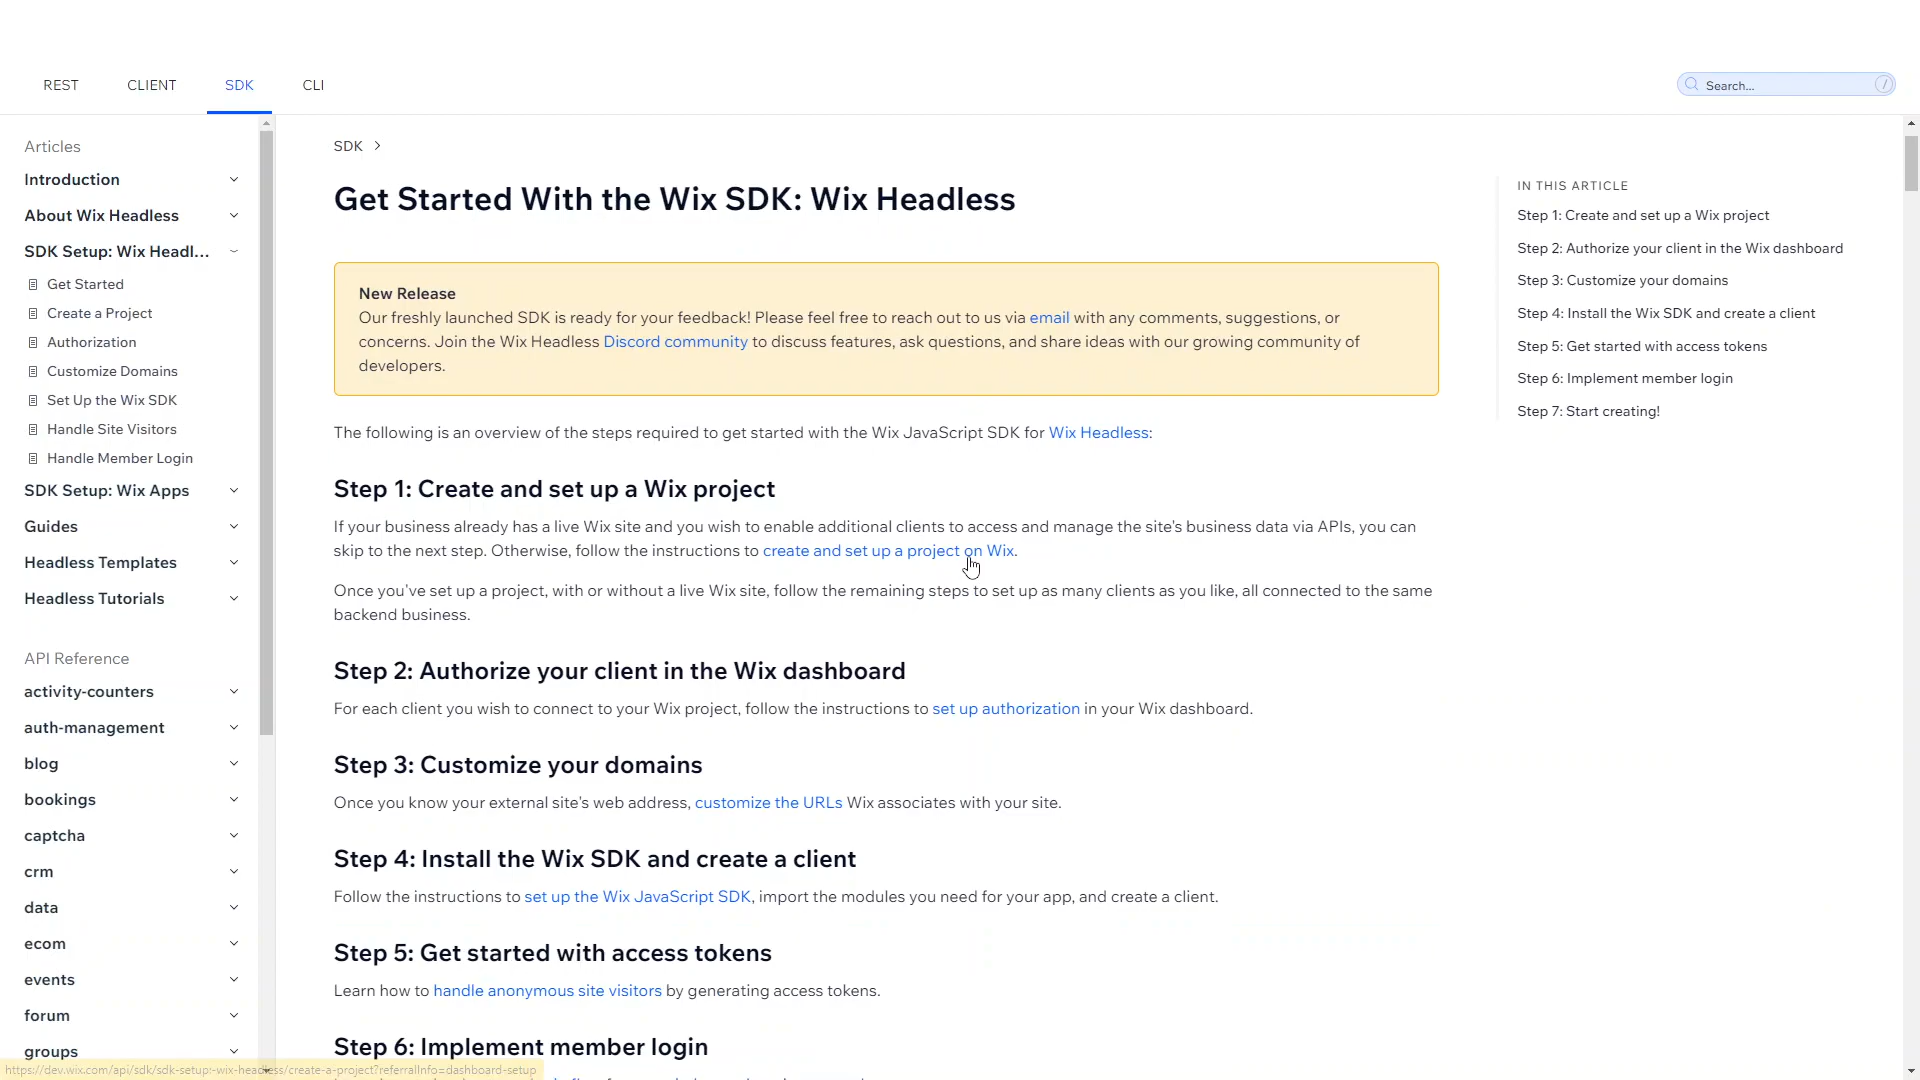 REST
CLIENT
SDK
CLI
Search...
/
Articles
Introduction
About Wix Headless
SDK Setup: Wix Headl...
Get Started
Create a Project
Authorization
Customize Domains
Set Up the Wix SDK
Handle Site Visitors
Handle Member Login
SDK Setup: Wix Apps
Guides
Headless Templates
Headless Tutorials
API Reference
activity-counters
auth-management
blog
bookings
captcha
crm
data
ecom
events
forum
groups
SDK
Get Started With the Wix SDK: Wix Headless
New Release
Our freshly launched SDK is ready for your feedback! Please feel free to reach out to us via email with any comments, suggestions, or
concerns. Join the Wix Headless Discord community to discuss features, ask questions, and share ideas with our growing community of
developers.
The following is an overview of the steps required to get started with the Wix JavaScript SDK for Wix Headless:
Step 1: Create and set up a Wix project
If your business already has a live Wix site and you wish to enable additional clients to access and manage the site's business data via APIs, you can
skip to the next step. Otherwise, follow the instructions to create and set up a project on Wix.
Once you've set up a project, with or without a live Wix site, follow the remaining steps to set up as many clients as you like, all connected to the same
backend business.
Step 2: Authorize your client in the Wix dashboard
For each client you wish to connect to your Wix project, follow the instructions to set up authorization in your Wix dashboard.
Step 3: Customize your domains
Once you know your external site's web address, customize the URLs Wix associates with your site.
Step 4: Install the Wix SDK and create a client
Follow the instructions to set up the Wix JavaScript SDK, import the modules you need for your app, and create a client.
Step 5: Get started with access tokens
Learn how to handle anonymous site visitors by generating access tokens.
Step 6: Implement member login
IN THIS ARTICLE
Step 1: Create and set up a Wix project
Step 2: Authorize your client in the Wix dashboard
Step 3: Customize your domains
Step 4: Install the Wix SDK and create a client
Step 5: Get started with access tokens
Step 6: Implement member login
Step 7: Start creating!
https://dev.wix.com/api/sdk/sdk-setup:-wix-headless/create-a-project?referralInfo=dashboard-setup